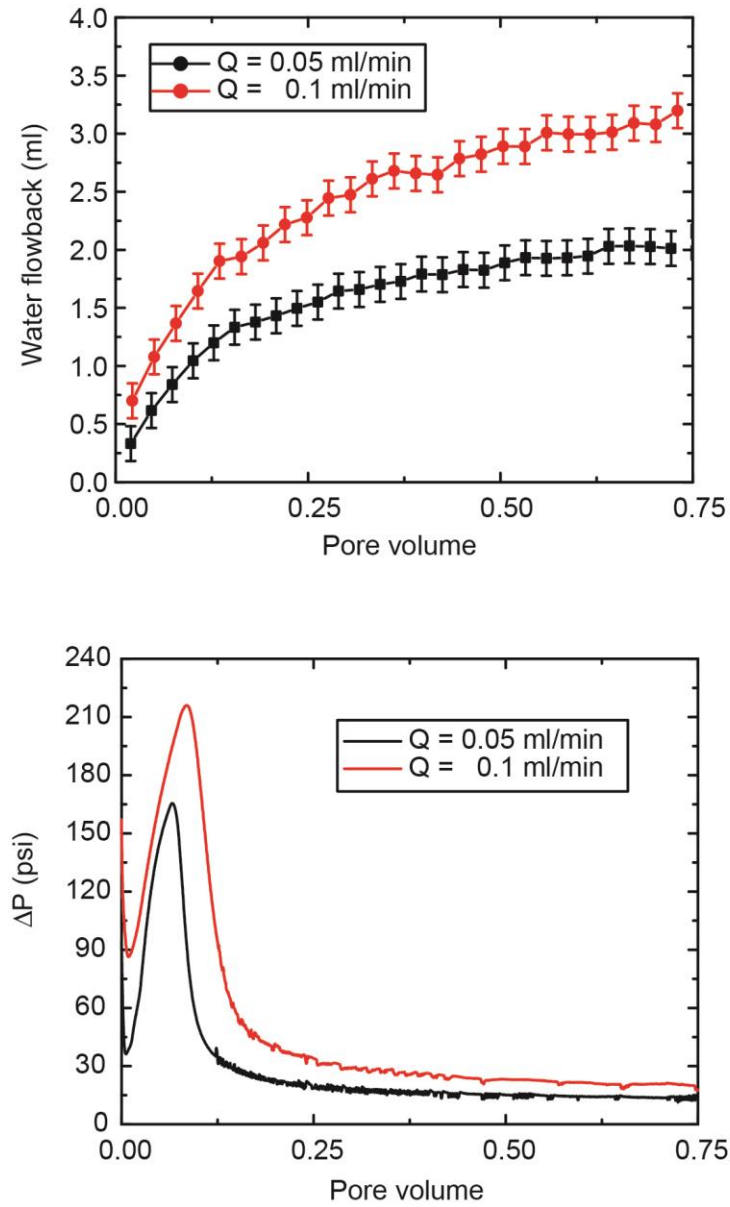 4.0
3.5
3.0
2.5
2.0
1.5
1.0
0.5
0.0
Water flowback (ml)
Q = 0.05 ml/min
Q = 0.1 ml/min
0.00 0.25 0.50 0.75
Pore volume
240
210
180
150
120
90
60
30
0
ΔP (psi)
Q = 0.05 ml/min
Q = 0.1 ml/min
0.00 0.25 0.50 0.75
Pore volume